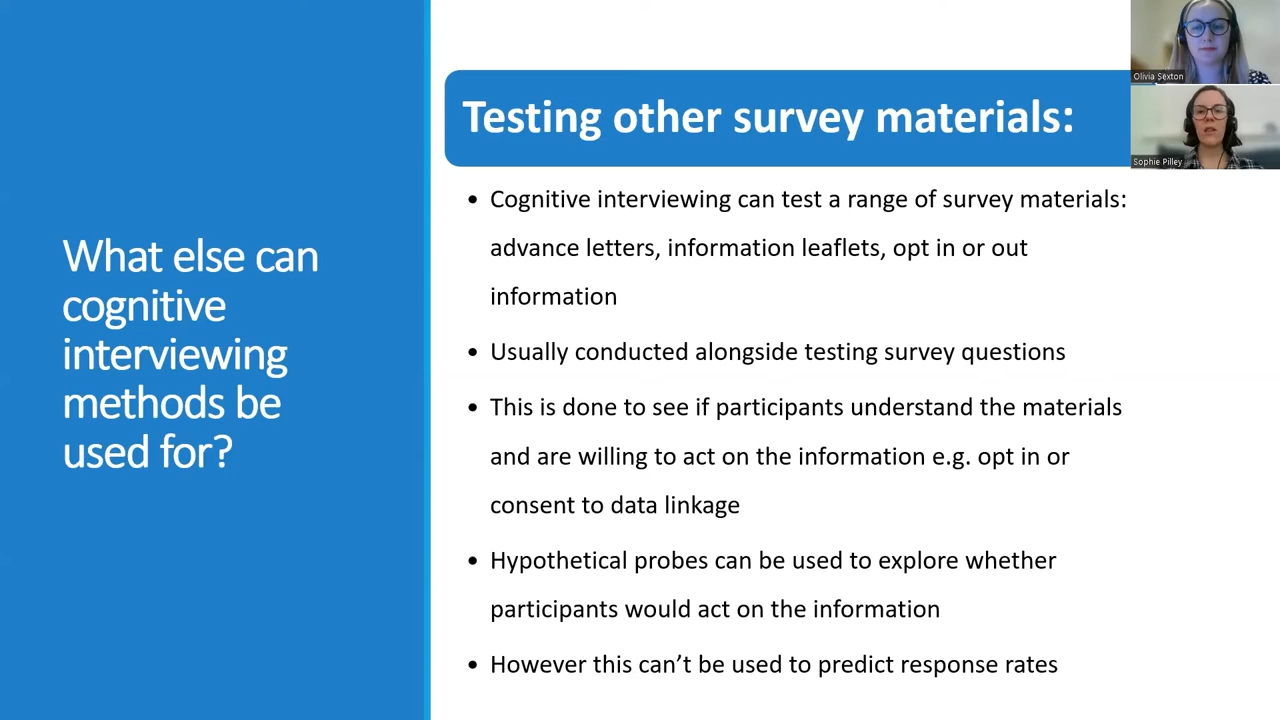 What else can
cognitive
interviewing
methods be
used for?
Testing other survey materials:
• Cognitive interviewing can test a range of survey materials:
advance letters, information leaflets, opt in or out
information
• Usually conducted alongside testing survey questions
• This is done to see if participants understand the materials
and are willing to act on the information e.g. opt in or
consent to data linkage
• Hypothetical probes can be used to explore whether
participants would act on the information
• However this can’t be used to predict response rates
Olivia Sexton
Sophie Pilley